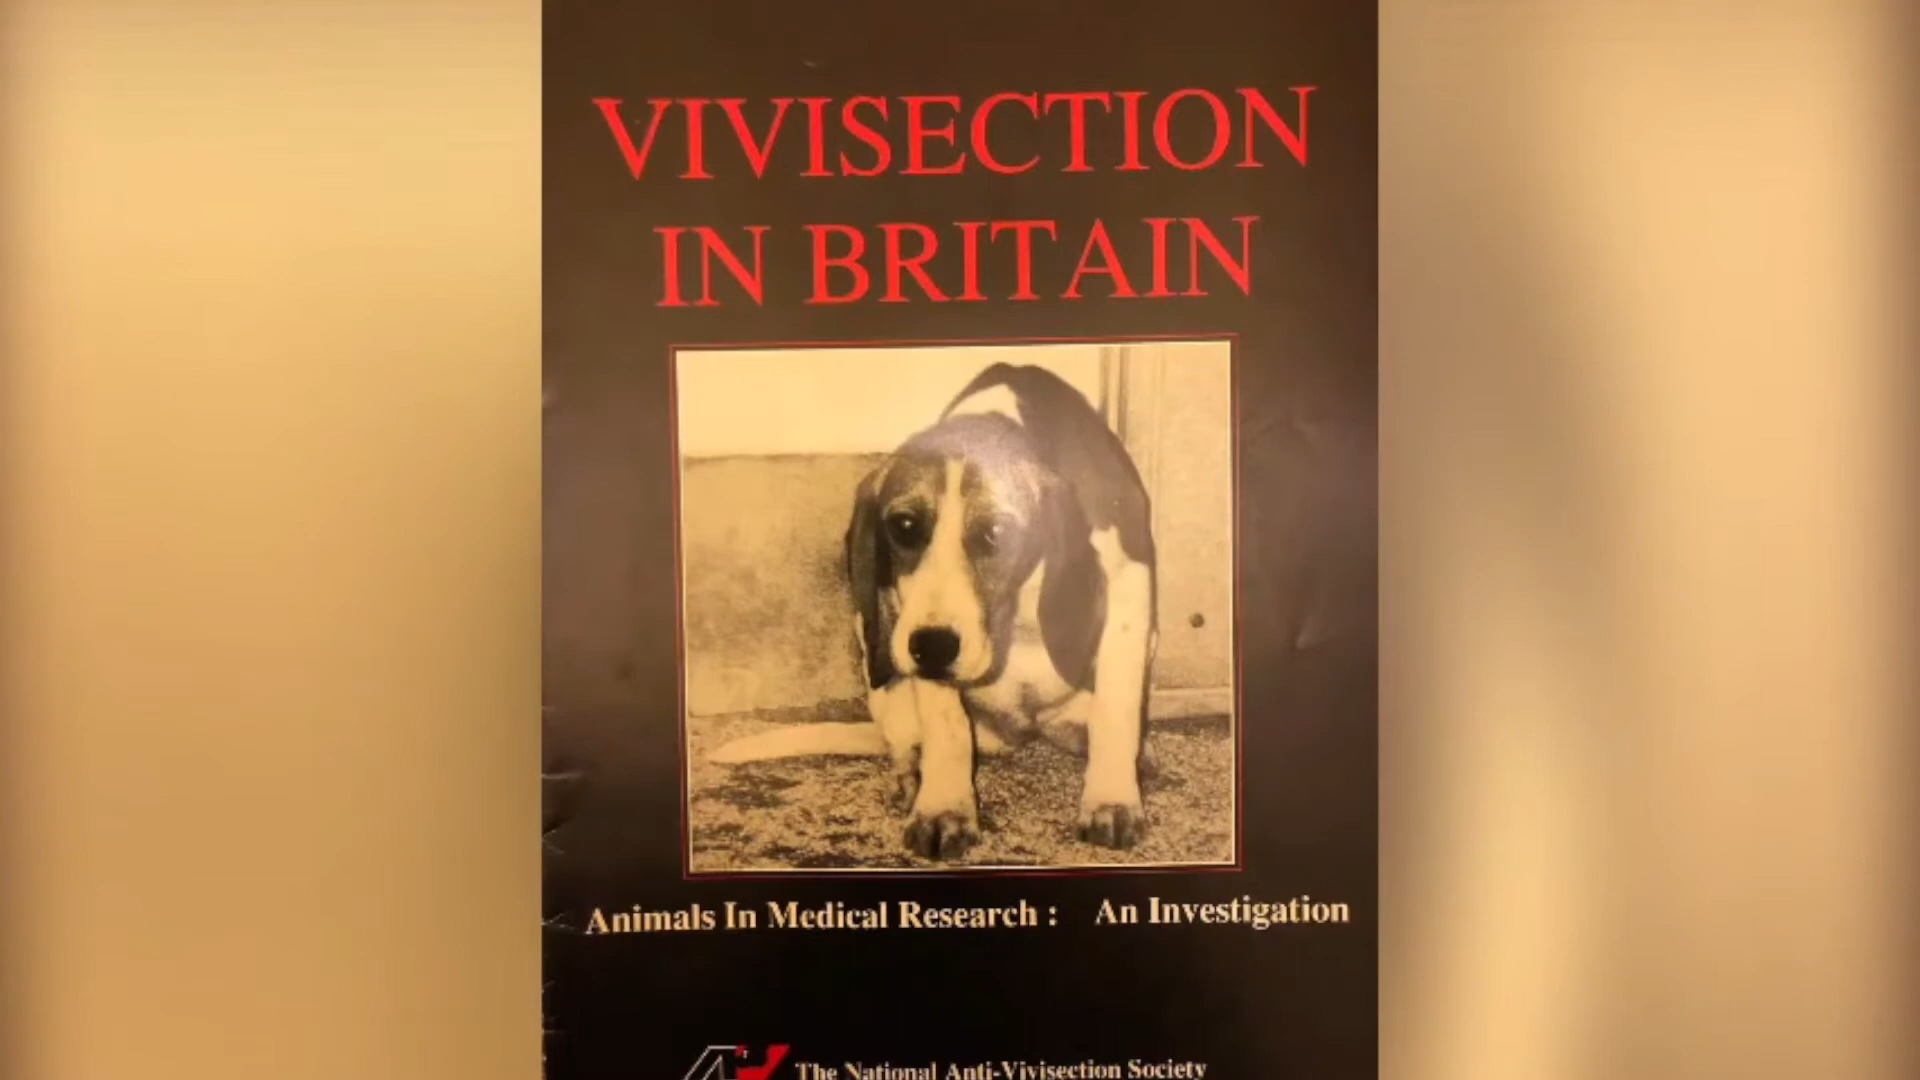 VIVISECTION
IN BRITAIN
Animals In Medical Research : An Investigation
The National Anti-Vivisection Society